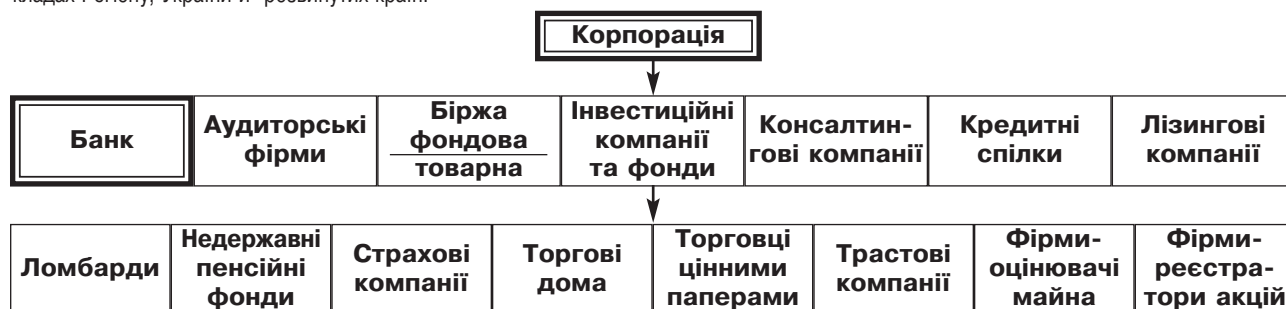 кладах Регіону, України й розвинутих країн.
Корпорація
Банк
Аудиторські
фірми
Біржа
фондова
товарна
Інвестиційні
компанії
та фонди
Консалтин-
гові компанії
Кредитні
спілки
Лізингові
компанії
Ломбарди
Недержавні
пенсійні
фонди
Страхові
компанії
Торгові
дома
Торговці
цінними
паперами
Трастові
компанії
Фірми-
оцінювачі
майна
Фірми-
реєстра-
тори акцій